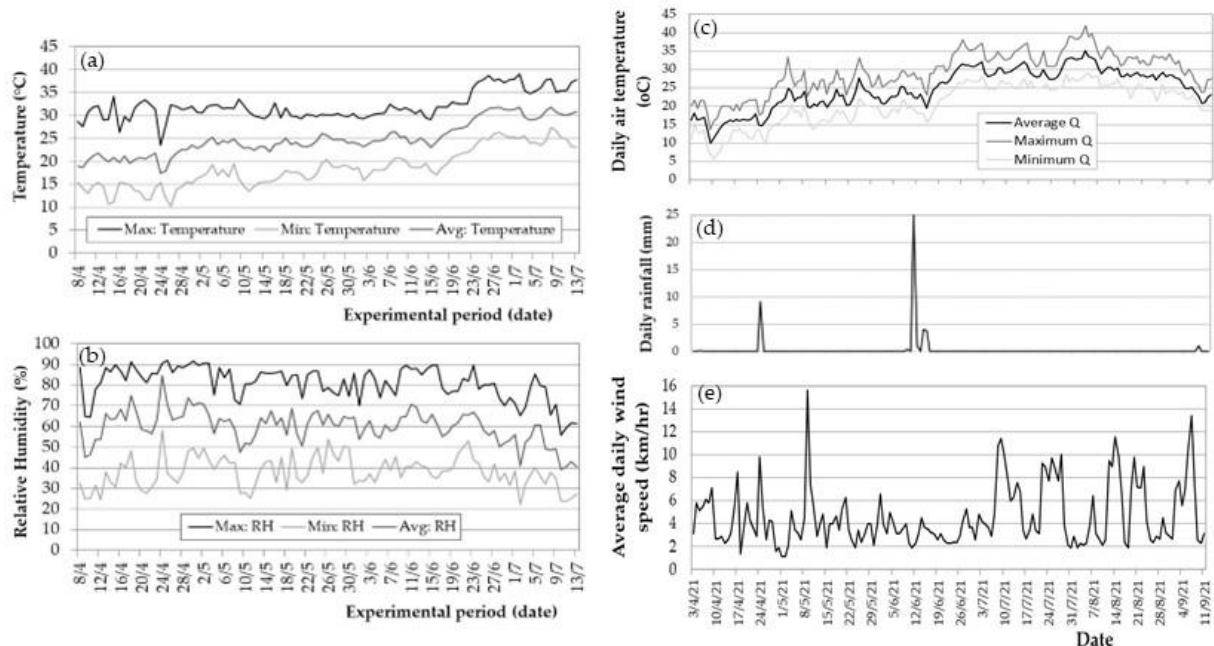 (a)
Temperature (°C)
45
40
35
30
25
20
15
10
5
0
Max: Temperature Min: Temperature Avg: Temperature
8/4 12/4 16/4 20/4 24/4 28/4 2/5 6/5 10/5 14/5 18/5 22/5 26/5 30/5 3/6 7/6 11/6 15/6 19/6 23/6 27/6 1/7 5/7 9/7 13/7
Experimental period (date)
(b)
Relative Humidity (%)
100
90
80
70
60
50
40
30
20
10
0
Max: RH Min: RH Avg: RH
8/4 12/4 16/4 20/4 24/4 28/4 2/5 6/5 10/5 14/5 18/5 22/5 26/5 30/5 3/6 7/6 11/6 15/6 19/6 23/6 27/6 1/7 5/7 9/7 13/7
Experimental period (date)
(c)
Daily air temperature
(oC)
45
40
35
30
25
20
15
10
5
0
Average Q
Maximum Q
Minimum Q
(d)
Daily rainfall (mm)
25
20
15
10
5
0
(e)
Average daily wind
speed (km/hr)
16
14
12
10
8
6
4
2
0
3/4/21 10/4/21 17/4/21 24/4/21 1/5/21 8/5/21 15/5/21 22/5/21 29/5/21 5/6/21 12/6/21 19/6/21 26/6/21 3/7/21 10/7/21 17/7/21 24/7/21 31/7/21 7/8/21 14/8/21 21/8/21 28/8/21 4/9/21 11/9/21
Date